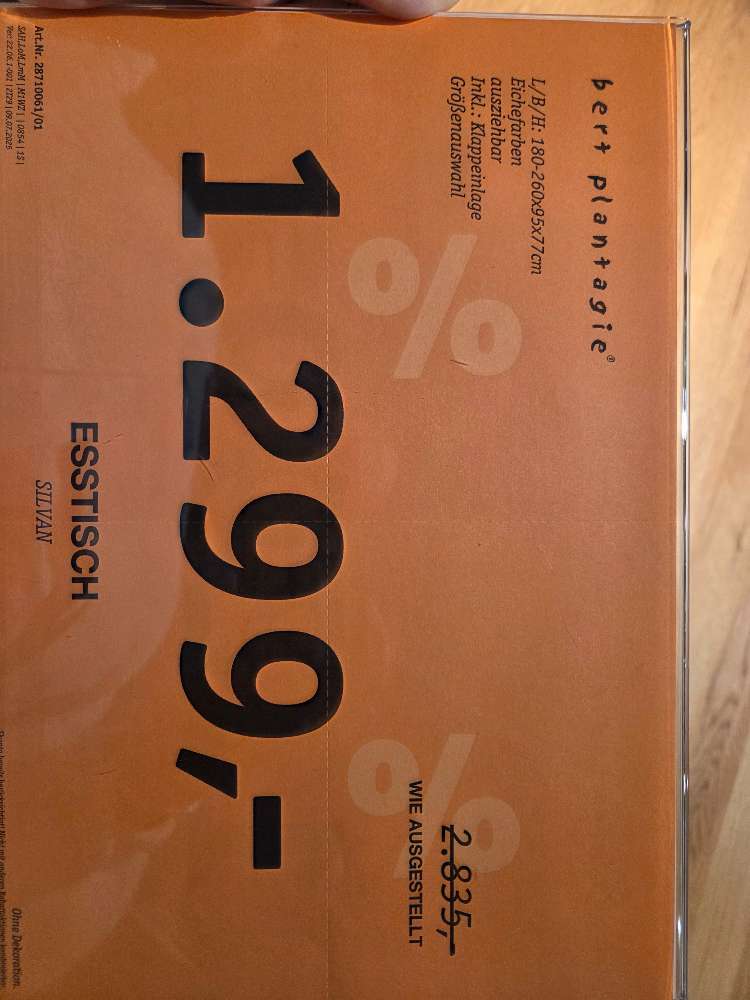 bert plantagie®
L/B/H: 180-260x95x77cm
Eichefarben
ausziehbar
Inkl.: Klappeinlage
Größenauswahl
% %
2.835,-
WIE AUSGESTELLT
1.299,-
ESSTISCH
SILVAN
Art.Nr. 28710061/01
Ohne Dekoration.